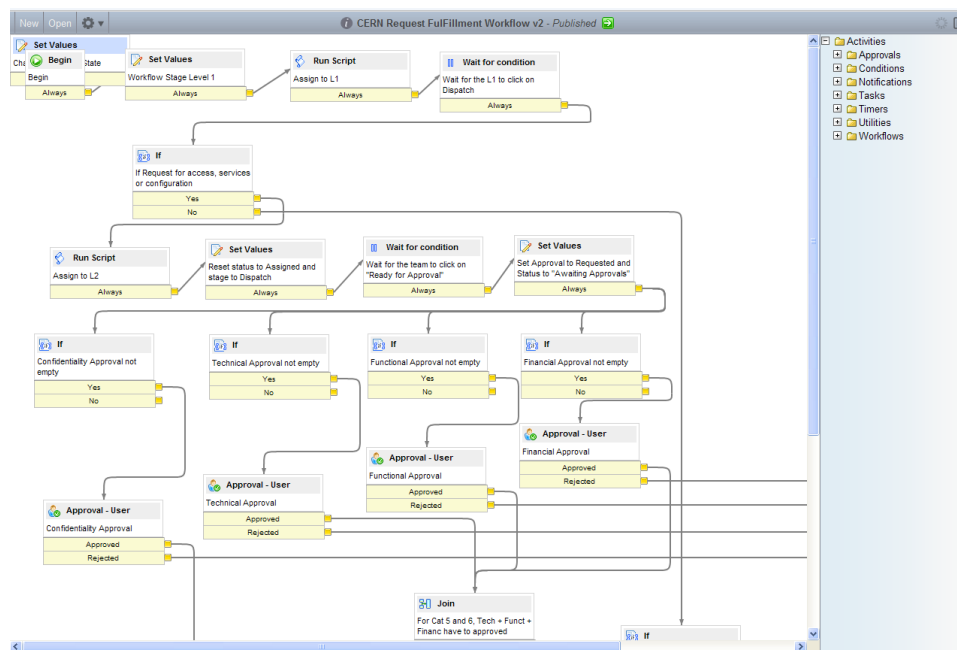 New Open
CERN Request FulFillment Workflow v2 - Published
Set Values
State
Begin
Begin
Always
Set Values
Workflow Stage Level 1
Always
Run Script
Assign to L1
Always
Wait for condition
Wait for the L1 to click on
Dispatch
Always
If
If Request for access, services
or configuration
Yes
No
Run Script
Assign to L2
Always
Set Values
Reset status to Assigned and
stage to Dispatch
Always
Wait for condition
Wait for the team to click on
"Ready for Approval"
Always
Set Values
Set Approval to Requested and
Status to "Awaiting Approvals"
Always
If
Confidentiality Approval not
empty
Yes
No
If
Technical Approval not empty
Yes
No
If
Functional Approval not empty
Yes
No
If
Financial Approval not empty
Yes
No
Approval - User
Financial Approval
Approved
Rejected
Approval - User
Functional Approval
Approved
Rejected
Approval - User
Technical Approval
Approved
Rejected
Approval - User
Confidentiality Approval
Approved
Rejected
Join
For Cat 5 and 6, Tech + Funct +
Financ have to approved
If
Activities
Approvals
Conditions
Notifications
Tasks
Timers
Utilities
Workflows